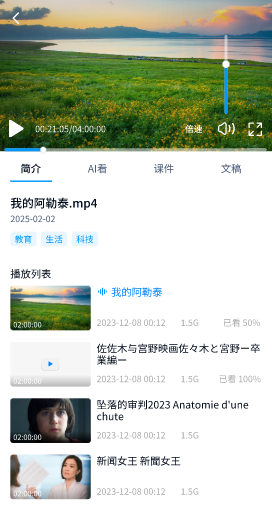 00:21:05/04:00:00 倍速
简介 AI看 课件 文稿
我的阿勒泰.mp4
2025-02-02
教育 生活 科技
播放列表
我的阿勒泰
02:00:00
2023-12-08 00:12 1.5G 已看 50%
佐佐木与宫野映画佐々木と宮野ー卒
業編ー
02:00:00
2023-12-08 00:12 1.5G 已看 100%
坠落的审判2023 Anatomie d'une
chute
02:00:00
2023-12-08 00:12 1.5G
新闻女王 新聞女王
02:00:00
2023-12-08 00:12 1.5G